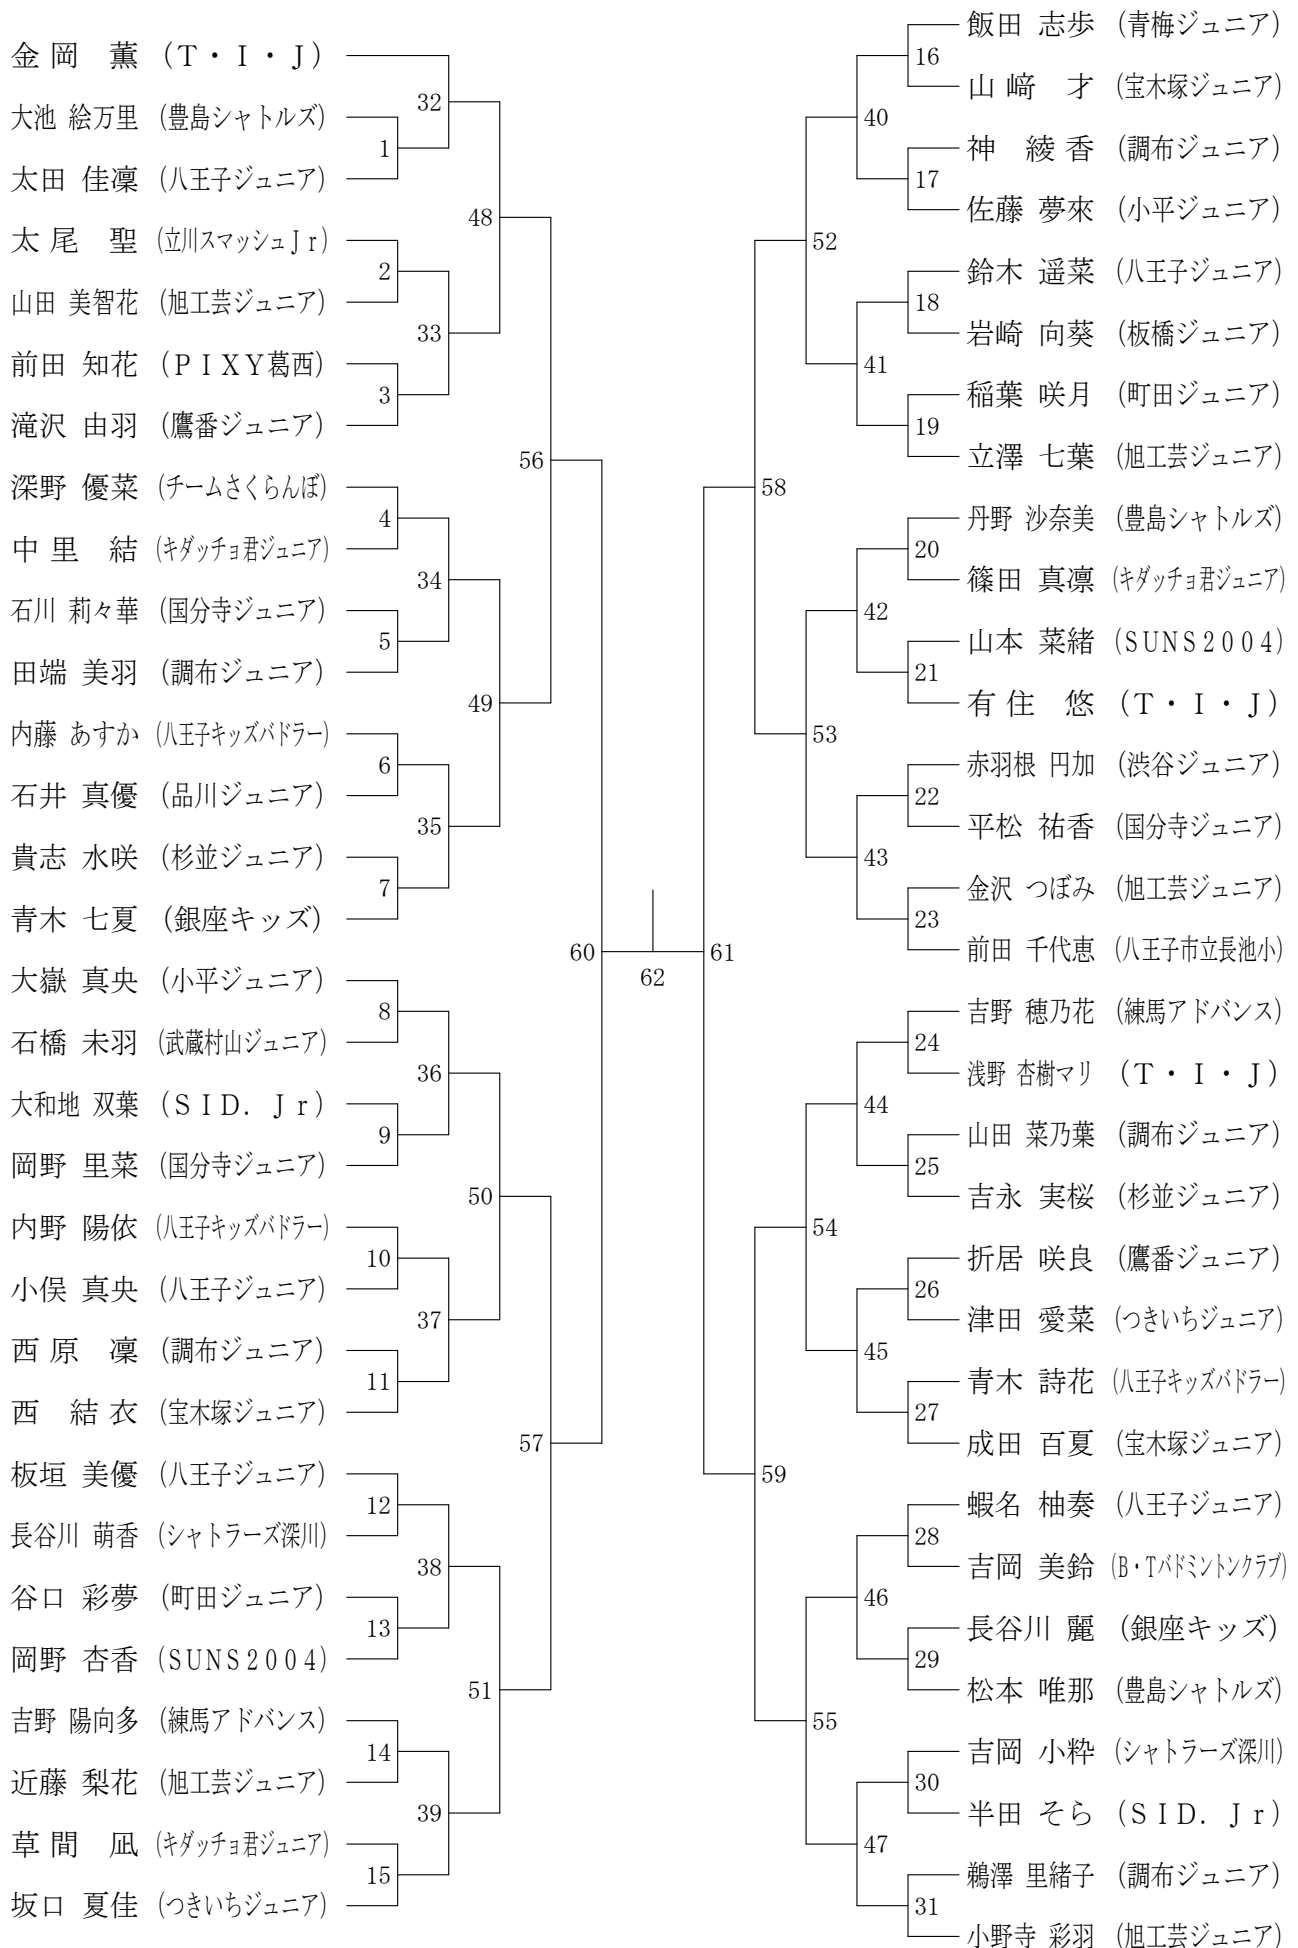 金岡 薫 (T・I・J)
大池 絵万里 (豊島シャトルズ)
太田 佳凜 (八王子ジュニア)
太尾 聖 (立川スマッシュJr)
山田 美智花 (旭工芸ジュニア)
前田 知花 (PIXY葛西)
滝沢 由羽 (鷹番ジュニア)
深野 優菜 (チームさくらんぼ)
中里 結 (キダッチョ君ジュニア)
石川 莉々華 (国分寺ジュニア)
田端 美羽 (調布ジュニア)
内藤 あすか (八王子キッズバドラー)
石井 真優 (品川ジュニア)
貴志 水咲 (杉並ジュニア)
青木 七夏 (銀座キッズ)
大嶽 真央 (小平ジュニア)
石橋 未羽 (武蔵村山ジュニア)
大和地 双葉 (SID. Jr)
岡野 里菜 (国分寺ジュニア)
内野 陽依 (八王子キッズバドラー)
小俣 真央 (八王子ジュニア)
西原 凜 (調布ジュニア)
西 結衣 (宝木塚ジュニア)
板垣 美優 (八王子ジュニア)
長谷川 萌香 (シャトラーズ深川)
谷口 彩夢 (町田ジュニア)
岡野 杏香 (SUNS2004)
吉野 陽向多 (練馬アドバンス)
近藤 梨花 (旭工芸ジュニア)
草間 凪 (キダッチョ君ジュニア)
坂口 夏佳 (つきいちジュニア)
1
2
3
4
5
6
7
8
9
10
11
12
13
14
15
32
33
34
35
36
37
38
39
48
49
50
51
56
57
60
62
61
58
59
52
53
54
55
40
41
42
43
44
45
46
47
16
17
18
19
20
21
22
23
24
25
26
27
28
29
30
31
飯田 志歩 (青梅ジュニア)
山﨑 才 (宝木塚ジュニア)
神 綾香 (調布ジュニア)
佐藤 夢來 (小平ジュニア)
鈴木 遥菜 (八王子ジュニア)
岩崎 向葵 (板橋ジュニア)
稲葉 咲月 (町田ジュニア)
立澤 七葉 (旭工芸ジュニア)
丹野 沙奈美 (豊島シャトルズ)
篠田 真凛 (キダッチョ君ジュニア)
山本 菜緒 (SUNS2004)
有住 悠 (T・I・J)
赤羽根 円加 (渋谷ジュニア)
平松 祐香 (国分寺ジュニア)
金沢 つぼみ (旭工芸ジュニア)
前田 千代恵 (八王子市立長池小)
吉野 穂乃花 (練馬アドバンス)
浅野 杏樹マリ (T・I・J)
山田 菜乃葉 (調布ジュニア)
吉永 実桜 (杉並ジュニア)
折居 咲良 (鷹番ジュニア)
津田 愛菜 (つきいちジュニア)
青木 詩花 (八王子キッズバドラー)
成田 百夏 (宝木塚ジュニア)
蝦名 柚奏 (八王子ジュニア)
吉岡 美鈴 (B・Tバドミントンクラブ)
長谷川 麗 (銀座キッズ)
松本 唯那 (豊島シャトルズ)
吉岡 小粋 (シャトラーズ深川)
半田 そら (SID. Jr)
鵜澤 里緒子 (調布ジュニア)
小野寺 彩羽 (旭工芸ジュニア)